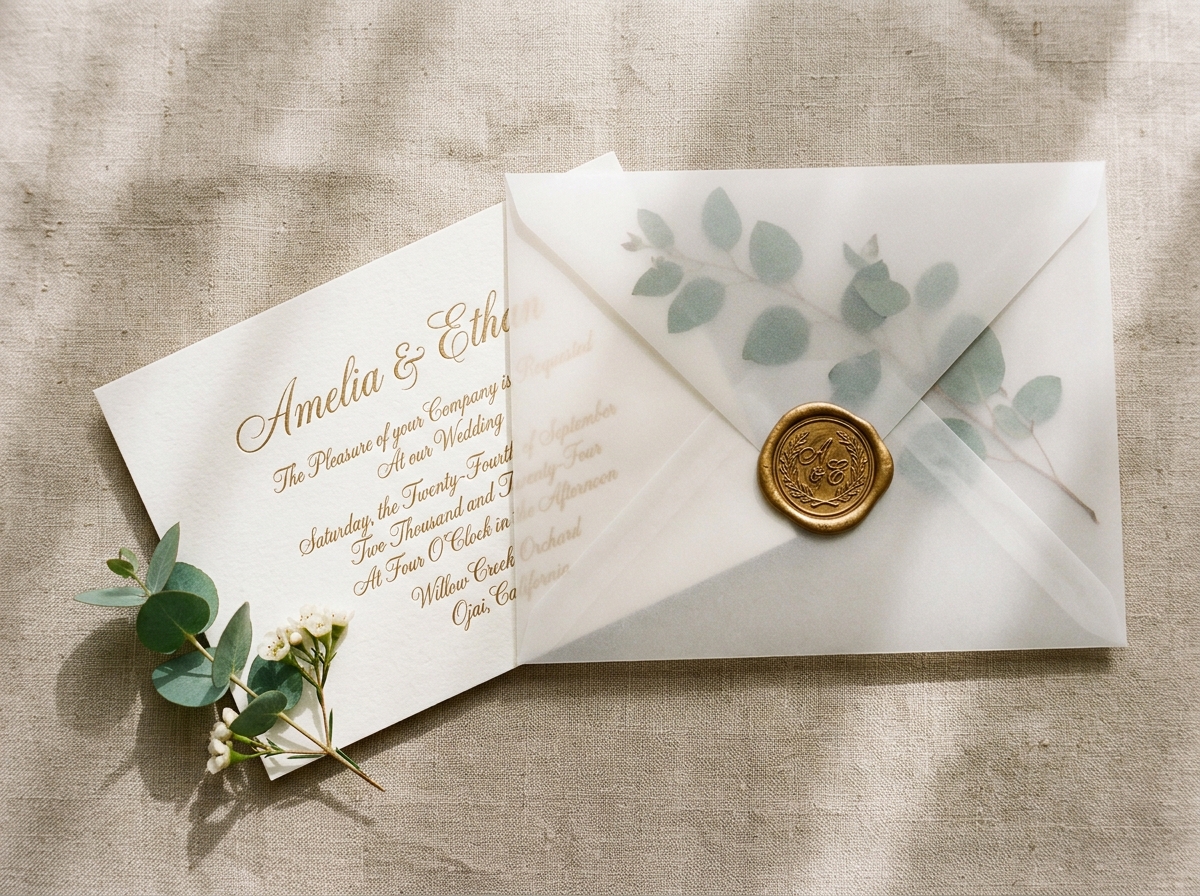 Amelia & Ethan
The Pleasure of your Company is Requested
At our Wedding
Saturday, the Twenty-Fourth of September
Two Thousand and Twenty-Four
At Four O'Clock in the Afternoon
Willow Creek Orchard
Ojai, California
A
& E